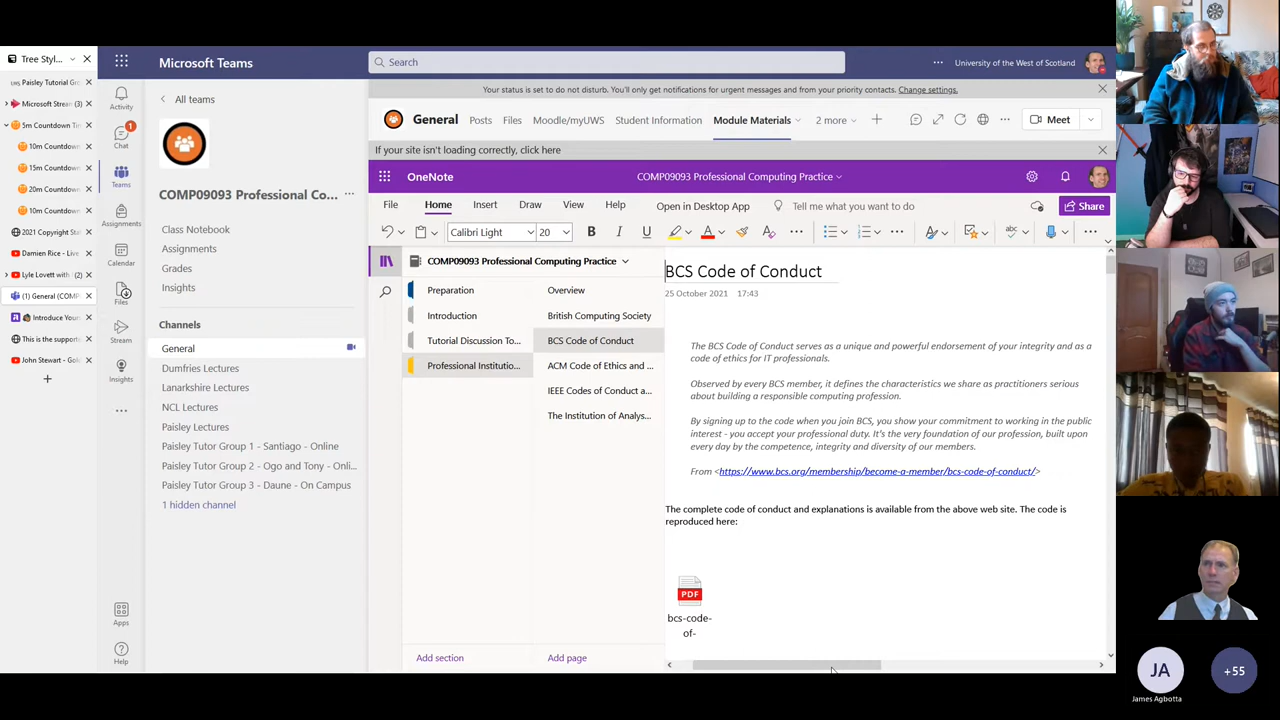 Tree Styl...
Paisley Tutorial Gro
Microsoft Stream (3)
5m Countdown Tim
10m Countdown
15m Countdown
20m Countdown
10m Countdown
2021 Copyright Stat
Damien Rice - Live
Lyle Lovett with
(1) General (COMP
Introduce Your
This is the supporte
John Stewart - Gol
Activity
Chat
1
Teams
Assignments
Calendar
Files
Stream
Insights
Apps
Help
Microsoft Teams
Search
University of the West of Scotland
Your status is set to do not disturb. You'll only get notifications for urgent messages and from your priority contacts. Change settings.
All teams
COMP09093 Professional Co...
Class Notebook
Assignments
Grades
Insights
Channels
General
Dumfries Lectures
Lanarkshire Lectures
NCL Lectures
Paisley Lectures
Paisley Tutor Group 1 - Santiago - Online
Paisley Tutor Group 2 - Ogo and Tony - Onli...
Paisley Tutor Group 3 - Daune - On Campus
1 hidden channel
General Posts Files Moodle/myUWS Student Information Module Materials 2 more Meet
If your site isn't loading correctly, click here
OneNote
COMP09093 Professional Computing Practice
File Home Insert Draw View Help Open in Desktop App Tell me what you want to do Share
Calibri Light 20 B I U A
COMP09093 Professional Computing Practice
Preparation
Introduction
Tutorial Discussion To...
Professional Institutio...
Overview
British Computing Society
BCS Code of Conduct
ACM Code of Ethics and ...
IEEE Codes of Conduct a...
The Institution of Analys...
Add section
Add page
BCS Code of Conduct
25 October 2021 17:43
The BCS Code of Conduct serves as a unique and powerful endorsement of your integrity and as a
code of ethics for IT professionals.
Observed by every BCS member, it defines the characteristics we share as practitioners serious
about building a responsible computing profession.
By signing up to the code when you join BCS, you show your commitment to working in the public
interest - you accept your professional duty. It's the very foundation of our profession, built upon
every day by the competence, integrity and diversity of our members.
From <https://www.bcs.org/membership/become-a-member/bcs-code-of-conduct/>
The complete code of conduct and explanations is available from the above web site. The code is
reproduced here:
PDF
bcs-code-
of-
JA
James Agbotta
+55